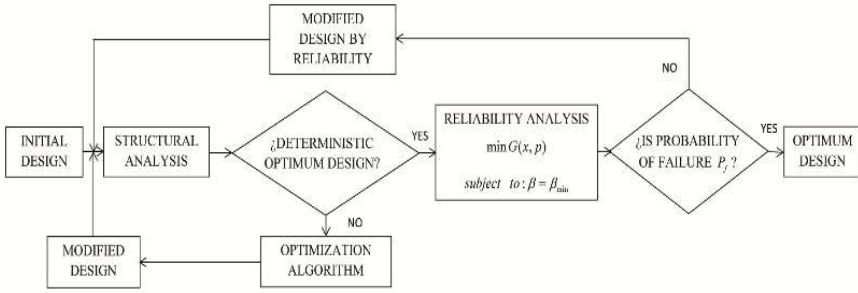 MODIFIED
DESIGN BY
RELIABILITY
NO
INITIAL
DESIGN
STRUCTURAL
ANALYSIS
¿DETERMINISTIC
OPTIMUM DESIGN?
YES
RELIABILITY ANALYSIS
min G(x, p)
subject to: β = β_min
¿IS PROBABILITY
OF FAILURE P_f ?
YES
OPTIMUM
DESIGN
NO
MODIFIED
DESIGN
OPTIMIZATION
ALGORITHM